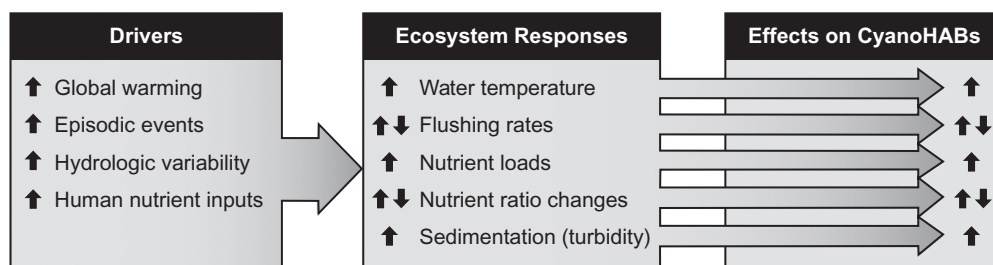 Drivers
Global warming
Episodic events
Hydrologic variability
Human nutrient inputs
Ecosystem Responses
Water temperature
Flushing rates
Nutrient loads
Nutrient ratio changes
Sedimentation (turbidity)
Effects on CyanoHABs